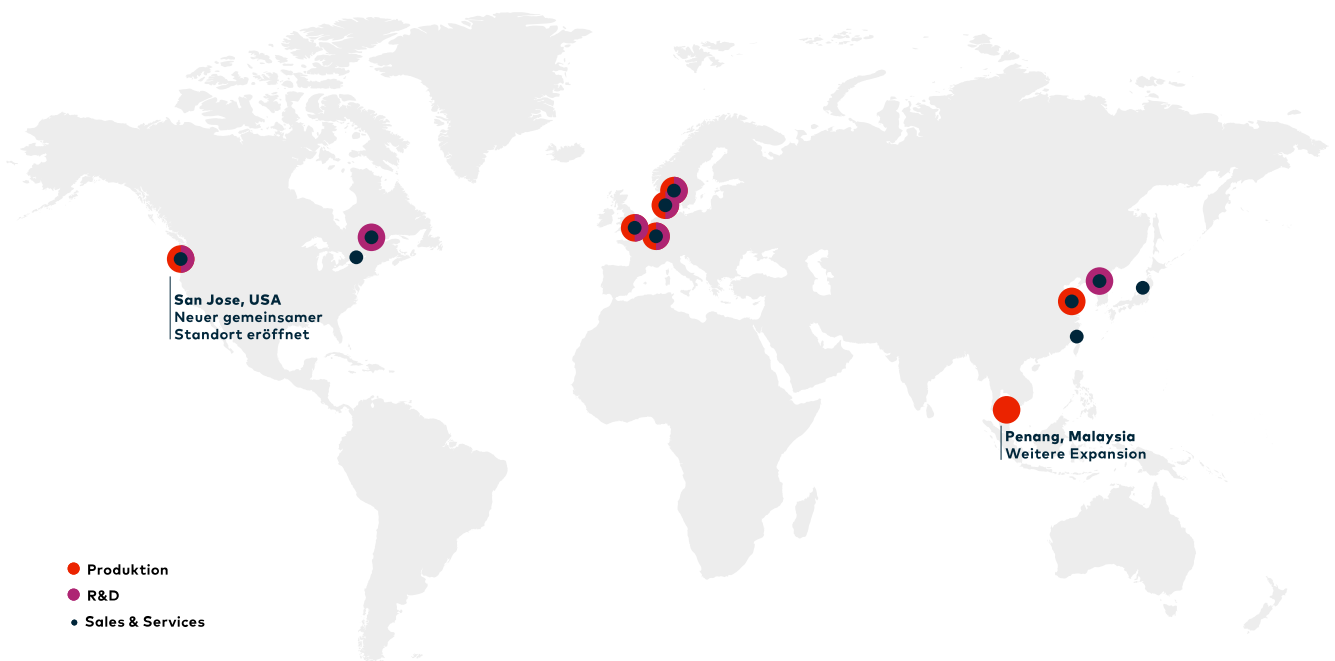 San Jose, USA
Neuer gemeinsamer
Standort eröffnet
Penang, Malaysia
Weitere Expansion
Produktion
R&D
Sales & Services